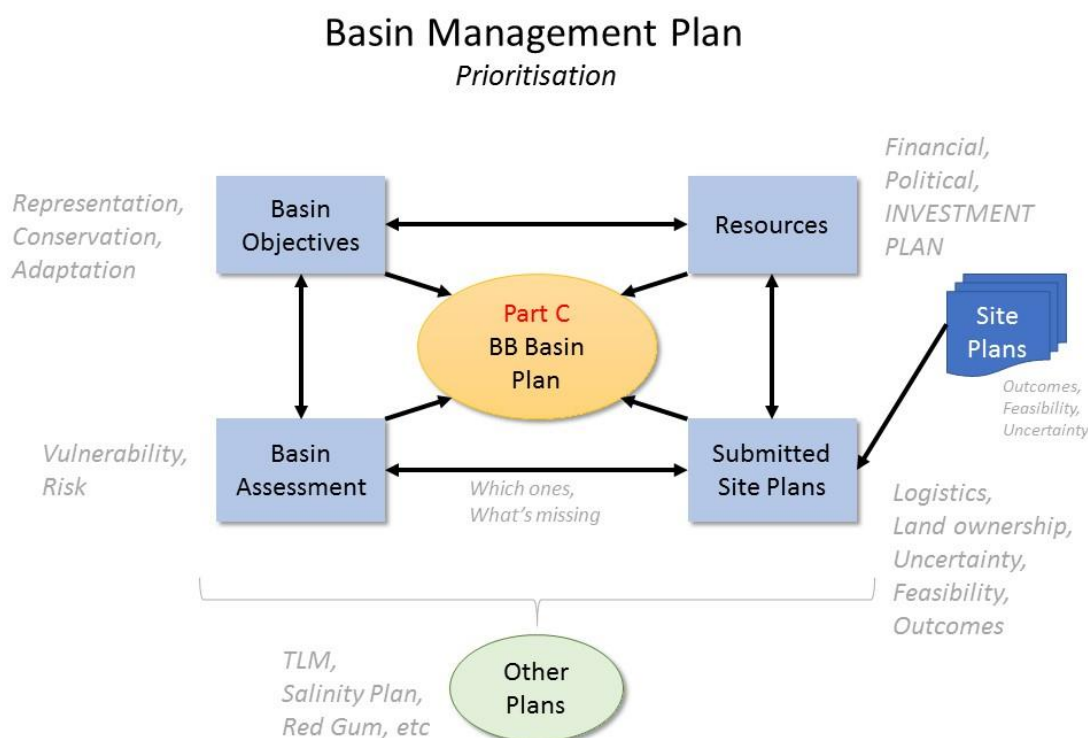 Basin Management Plan
Prioritisation
Representation,
Conservation,
Adaptation
Basin
Objectives
Resources
Financial,
Political,
INVESTMENT
PLAN
Part C
BB Basin
Plan
Site
Plans
Outcomes,
Feasibility,
Uncertainty
Vulnerability,
Risk
Basin
Assessment
Which ones,
What's missing
Submitted
Site Plans
Logistics,
Land ownership,
Uncertainty,
Feasibility,
Outcomes
TLM,
Salinity Plan,
Red Gum, etc
Other
Plans